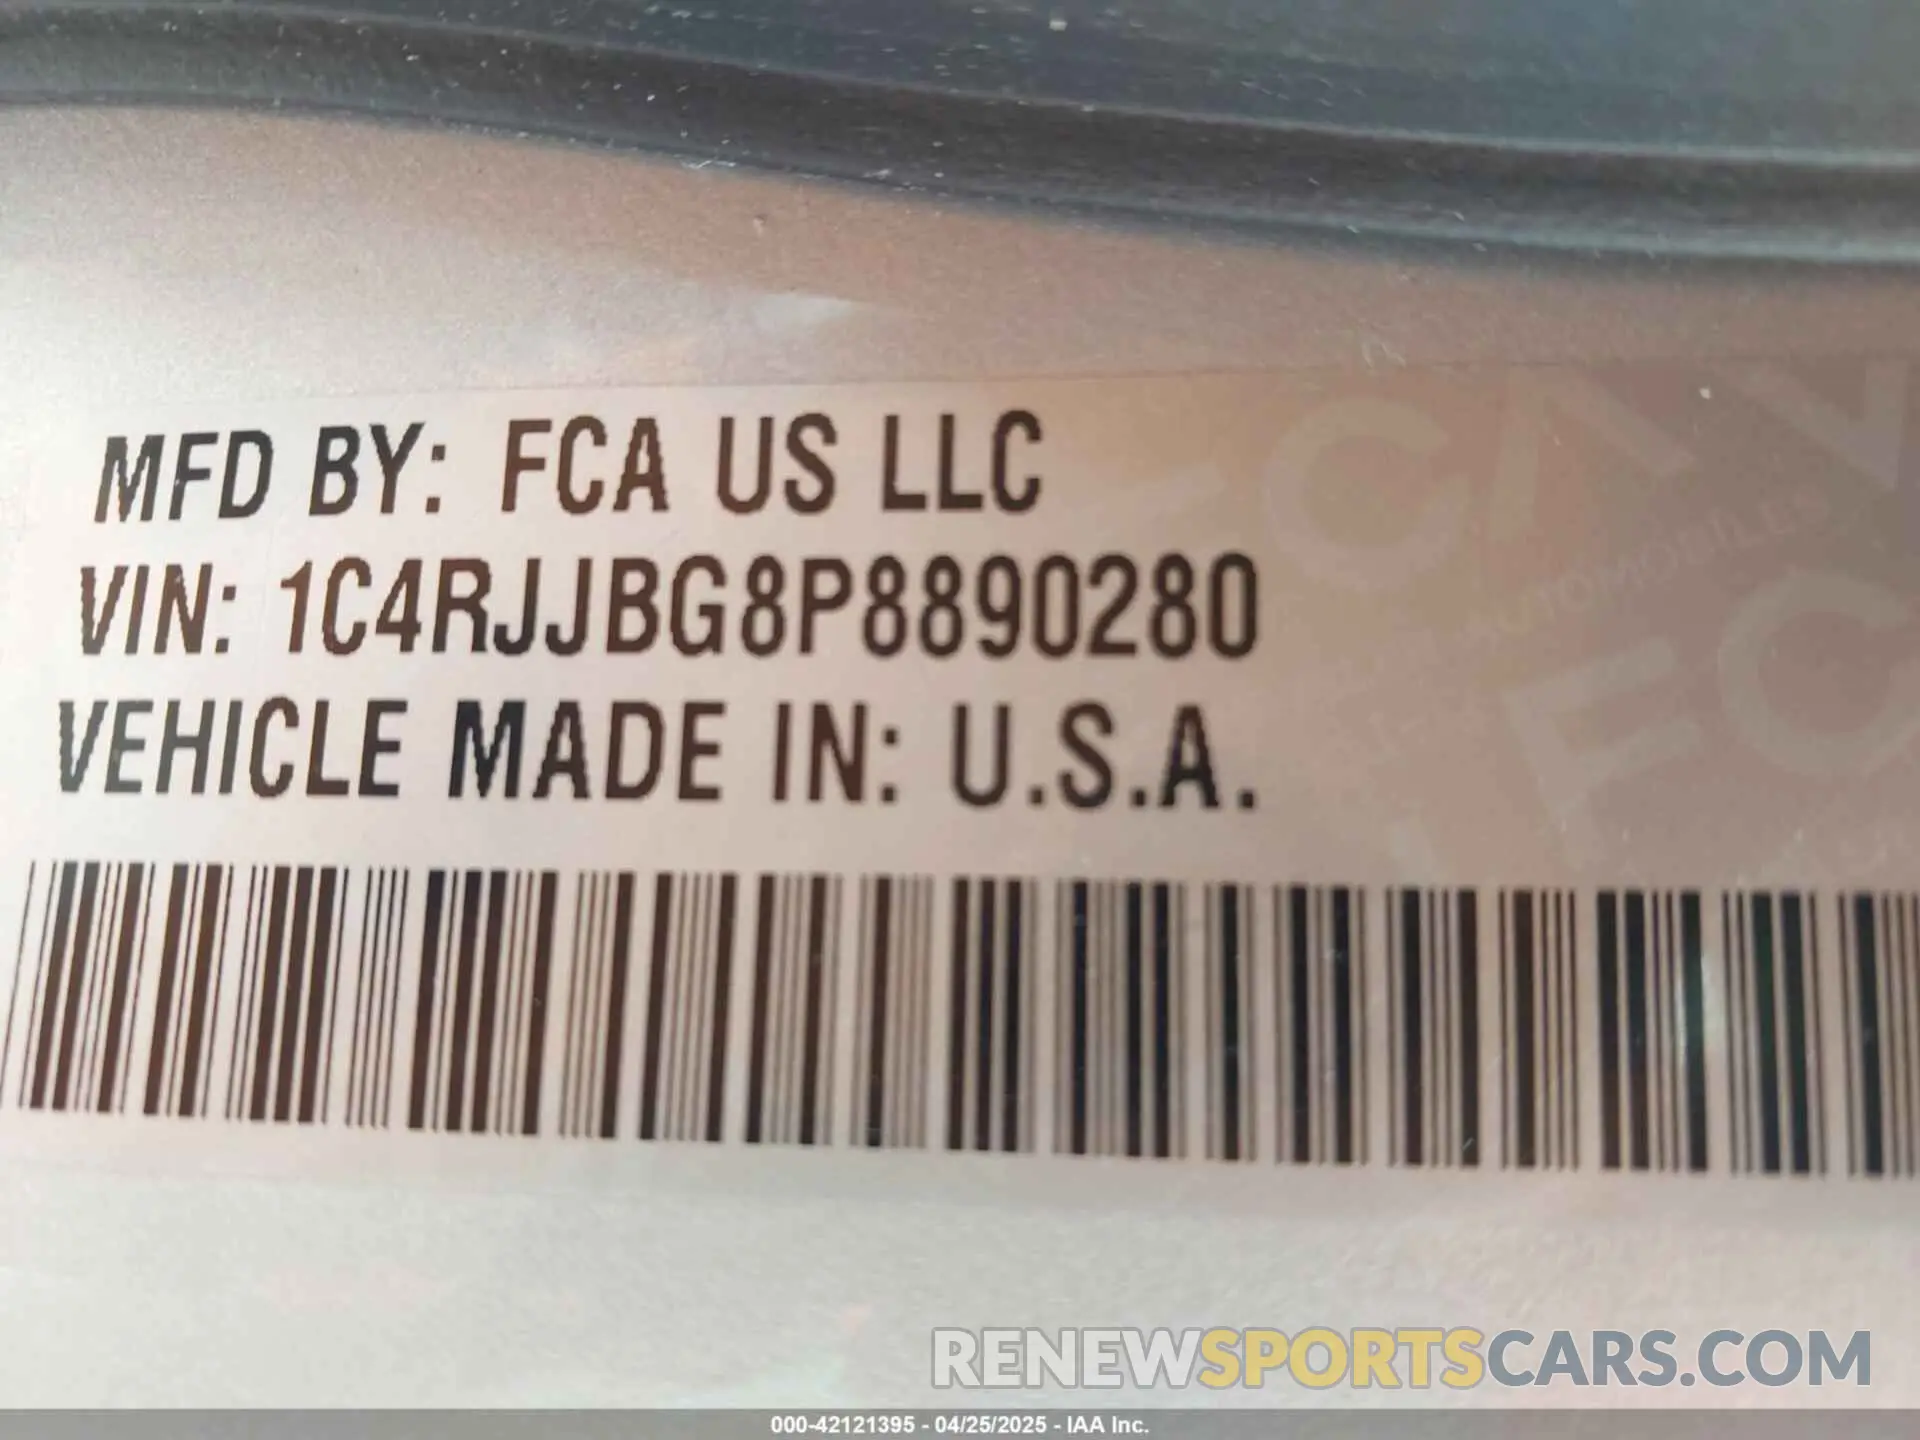 MFD BY: FCA US LLC
VIN: 1C4RJJBG8P8890280
VEHICLE MADE IN: U.S.A.
AUTOMOBILES
RENEWSPORTSCARS.COM
000-42121395 - 04/25/2025 - IAA Inc.